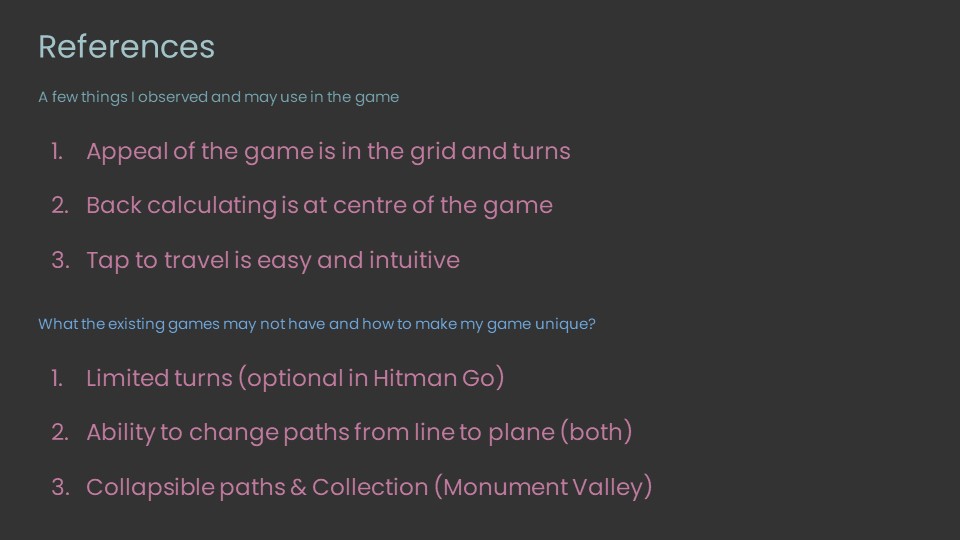 References
A few things I observed and may use in the game
1. Appeal of the game is in the grid and turns
2. Back calculating is at centre of the game
3. Tap to travel is easy and intuitive
What the existing games may not have and how to make my game unique?
1. Limited turns (optional in Hitman Go)
2. Ability to change paths from line to plane (both)
3. Collapsible paths & Collection (Monument Valley)